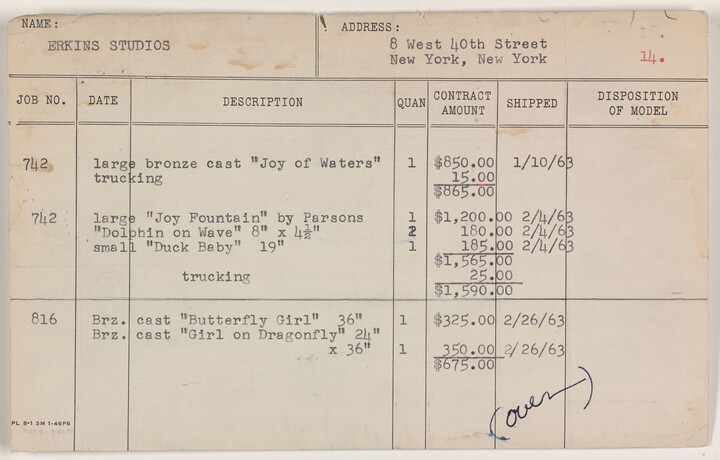 NAME:
ERKINS STUDIOS
ADDRESS:
8 West 40th Street
New York, New York
14.
JOB NO. DATE DESCRIPTION QUAN CONTRACT AMOUNT SHIPPED DISPOSITION OF MODEL
742 large bronze cast "Joy of Waters" 1 $850.00 1/10/63
trucking 15.00
$865.00
742 large "Joy Fountain" by Parsons 1 $1,200.00 2/4/63
"Dolphin on Wave" 8" x 4½" 2 180.00 2/4/63
small "Duck Baby" 19" 1 185.00 2/4/63
$1,565.00
trucking 25.00
$1,590.00
816 Brz. cast "Butterfly Girl" 36" 1 $325.00 2/26/63
Brz. cast "Girl on Dragonfly" 24"
x 36" 1 350.00 2/26/63
$675.00
(over)
PL 8-1 3M 1-46PB